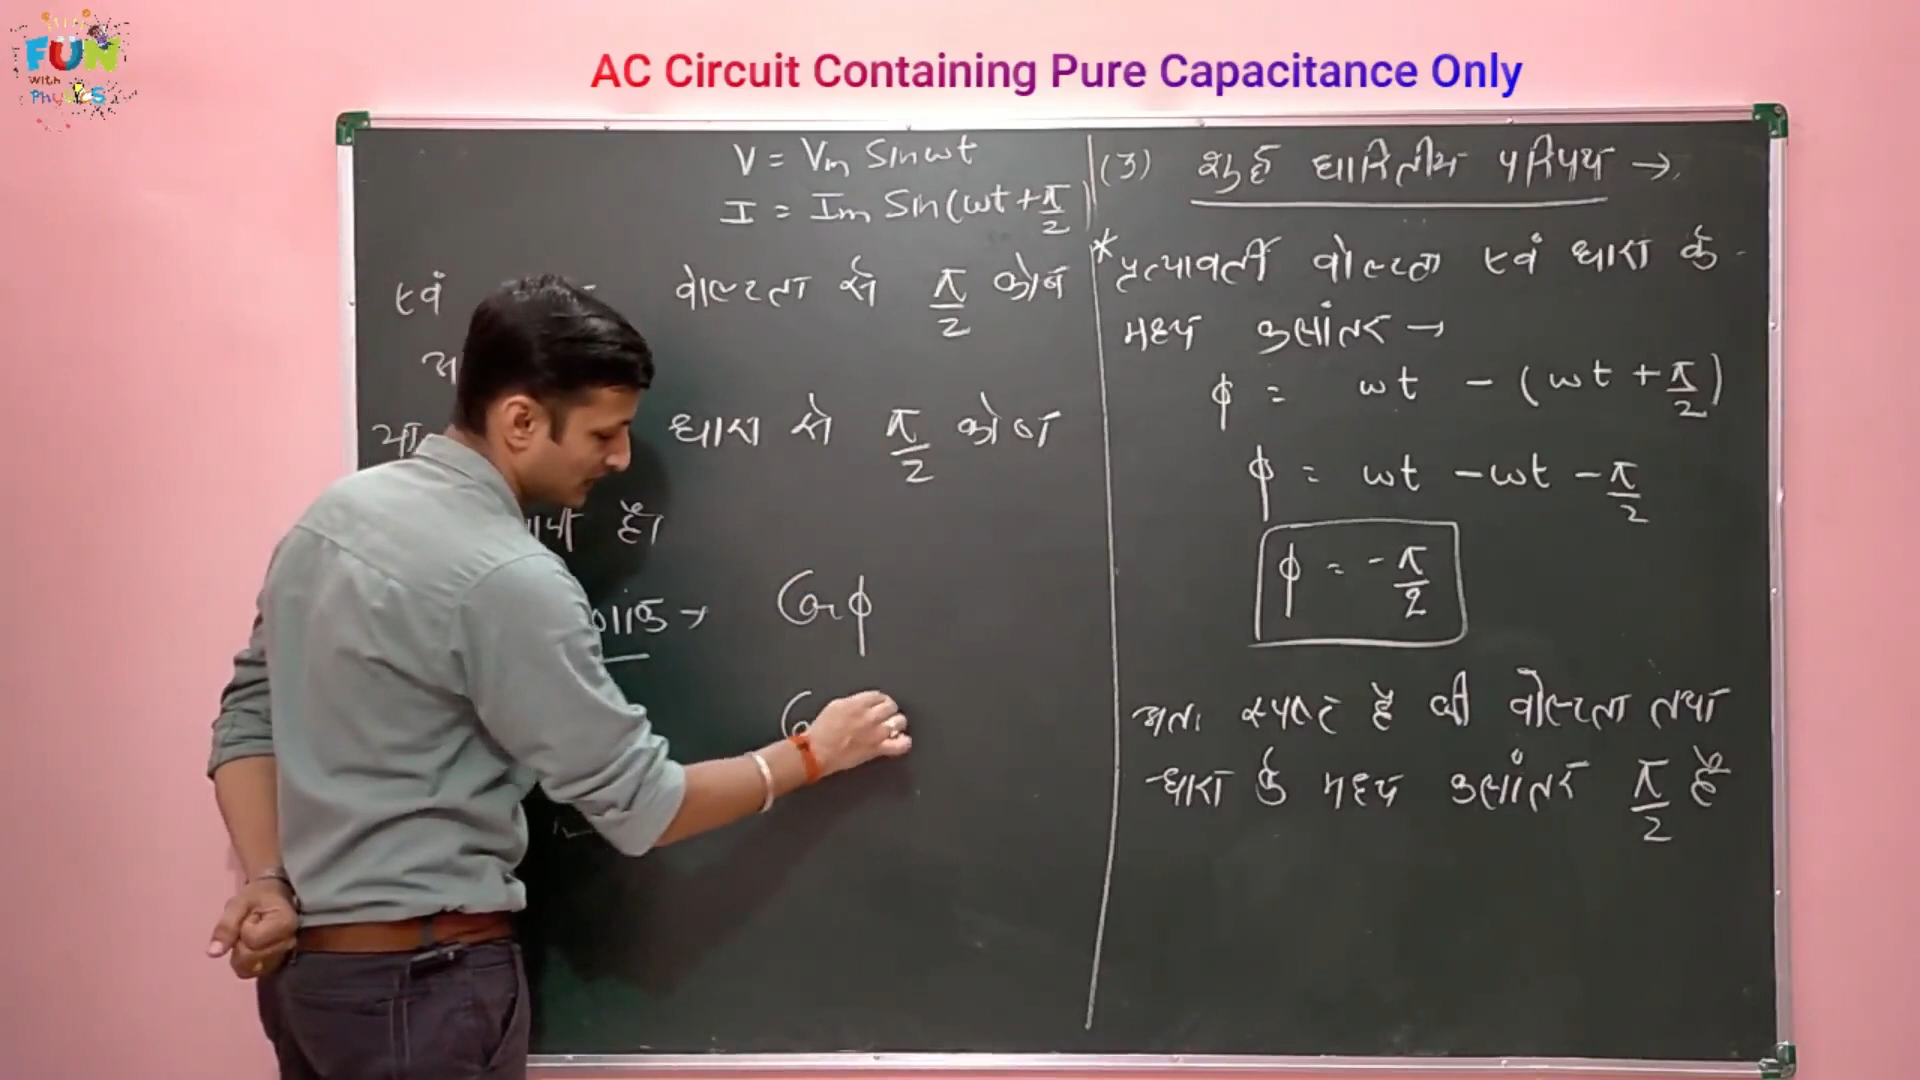 FUN
with
Physics
AC Circuit Containing Pure Capacitance Only
V = Vm Sinωt
I = Im Sin(ωt + π/2)
एवं वोल्टता से π/2 कोण
धारा से π/2 कोण
है।
Cosφ
(3) शुद्ध धारितीय परिपथ →
* प्रत्यावर्ती वोल्टता एवं धारा के
मध्य कलांतर →
φ = ωt - (ωt + π/2)
φ = ωt - ωt - π/2
φ = - π/2
अतः स्पष्ट है की वोल्टता तथा
धारा के मध्य कलांतर π/2 है